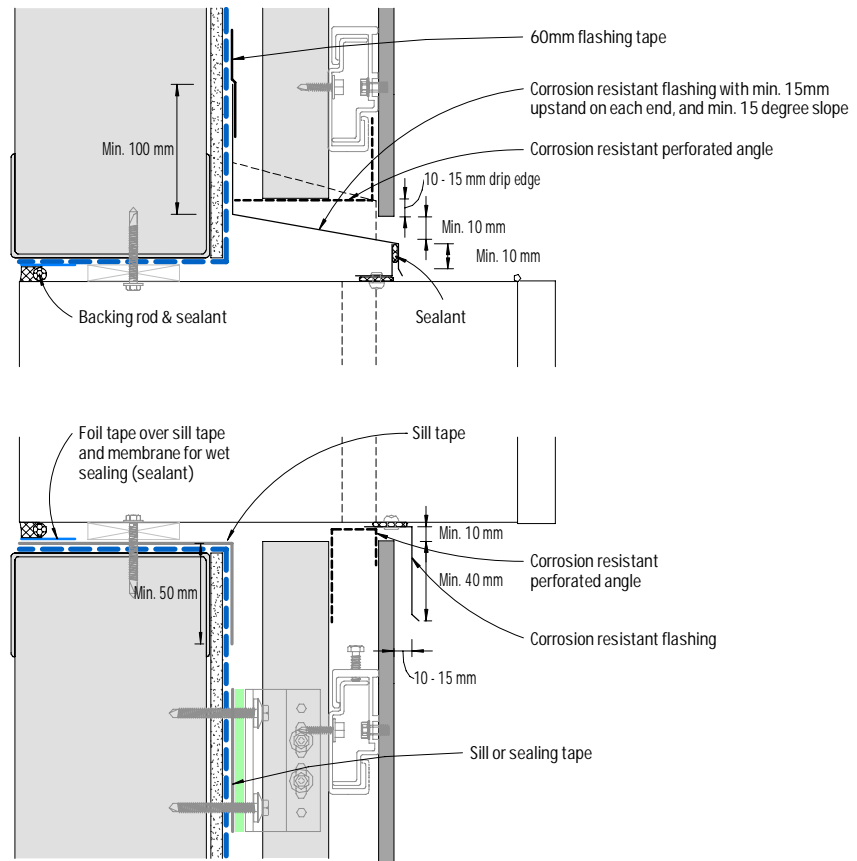 60mm flashing tape
Corrosion resistant flashing with min. 15mm
upstand on each end, and min. 15 degree slope
Min. 100 mm
Corrosion resistant perforated angle
10 - 15 mm drip edge
Min. 10 mm
Min. 10 mm
Backing rod & sealant
Sealant
Foil tape over sill tape
and membrane for wet
sealing (sealant)
Sill tape
Min. 10 mm
Corrosion resistant
perforated angle
Min. 40 mm
Min. 50 mm
Corrosion resistant flashing
10 - 15 mm
Sill or sealing tape